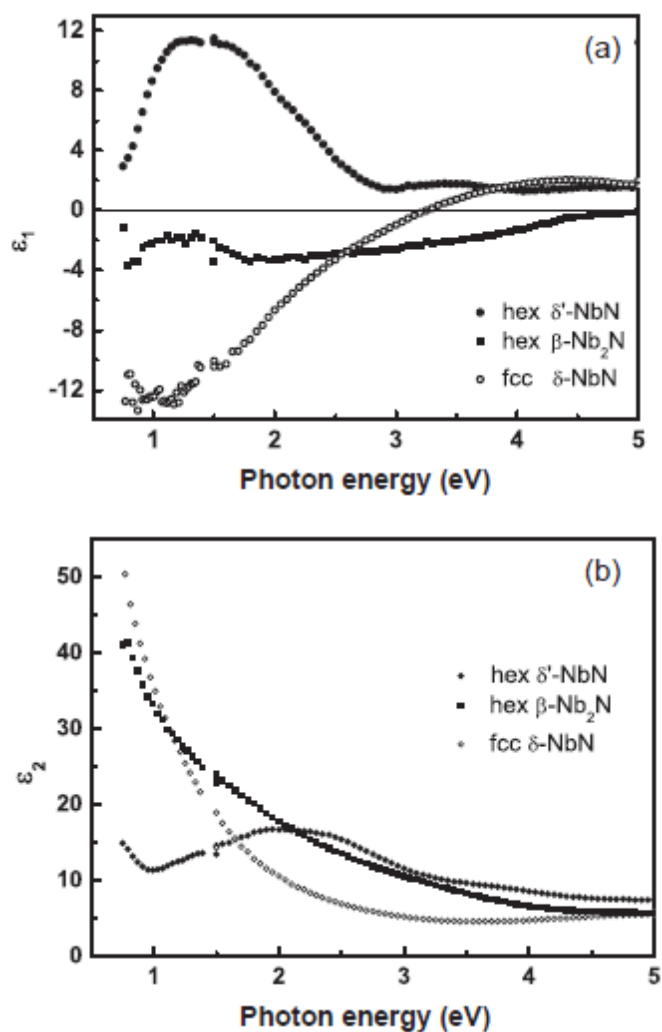 (a)
12
8
4
0
-4
-8
-12
ε₁
hex δ'-NbN
hex β-Nb₂N
fcc δ-NbN
1 2 3 4 5
Photon energy (eV)
(b)
50
40
30
20
10
0
ε₂
hex δ'-NbN
hex β-Nb₂N
fcc δ-NbN
1 2 3 4 5
Photon energy (eV)